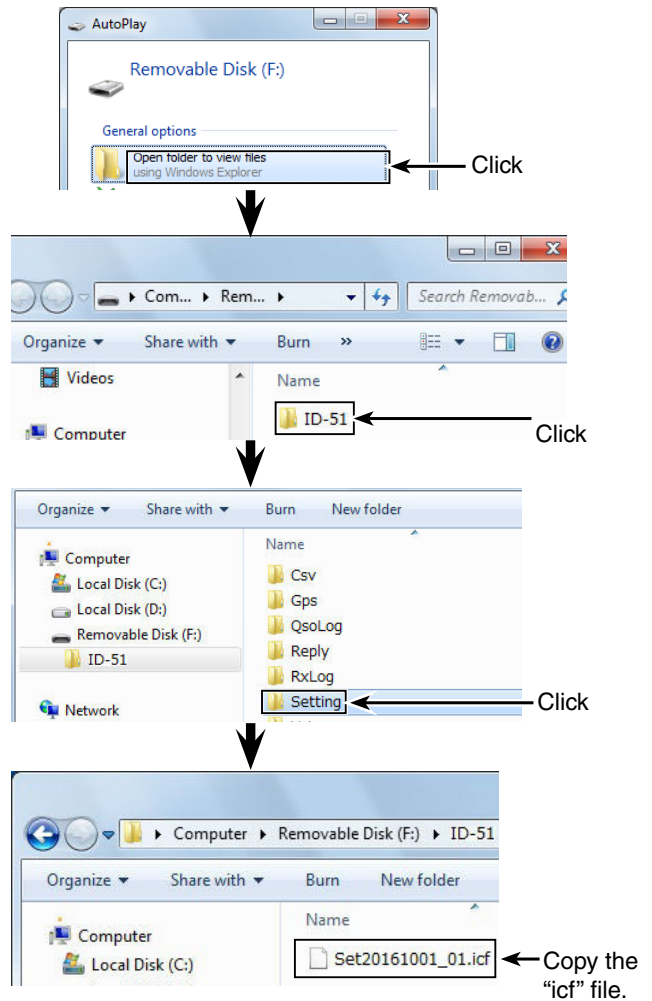 AutoPlay
Removable Disk (F:)
General options
Open folder to view files
using Windows Explorer
Click
Com... Rem...
Search Removab...
Organize Share with Burn »
Videos
Name
ID-51
Computer
Click
Organize Share with Burn New folder
Computer
Name
Local Disk (C:)
Csv
Local Disk (D:)
Gps
Removable Disk (F:)
QsoLog
ID-51
Reply
RxLog
Network
Setting
Click
Computer Removable Disk (F:) ID-51
Organize Share with Burn New folder
Computer
Name
Local Disk (C:)
Set20161001_01.icf
Copy the
“icf” file.